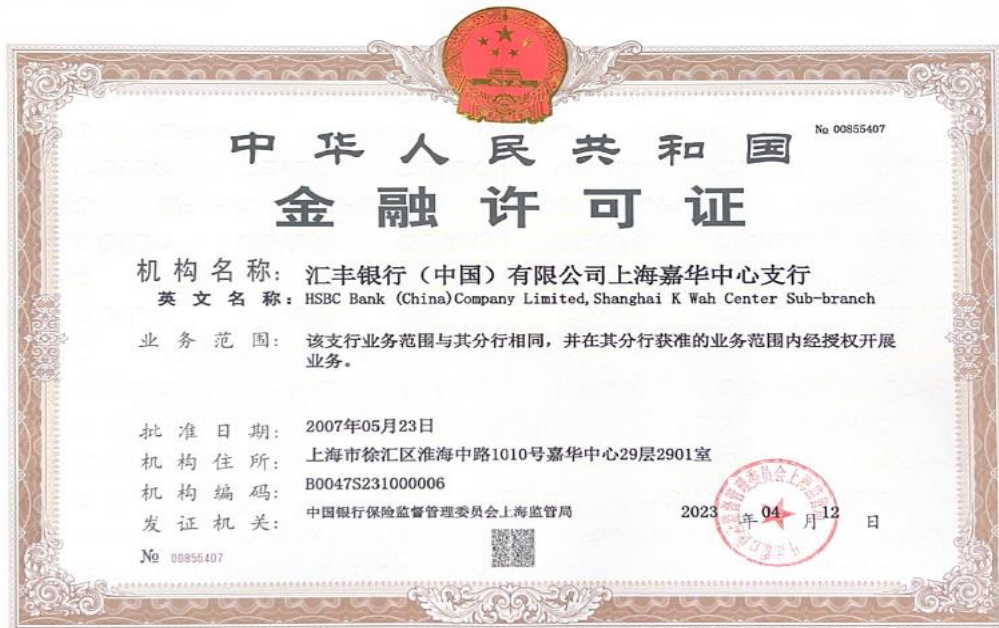 No 00855407
中华人民共和国
金融许可证
机构名称：汇丰银行（中国）有限公司上海嘉华中心支行
英文名称：HSBC Bank (China)Company Limited,Shanghai K Wah Center Sub-branch
业务范围：该支行业务范围与其分行相同，并在其分行获准的业务范围内经授权开展
业务。
批准日期：2007年05月23日
机构住所：上海市徐汇区淮海中路1010号嘉华中心29层2901室
机构编码：B0047S231000006
发证机关：中国银行保险监督管理委员会上海监管局
2023年04月12日
No 00855407